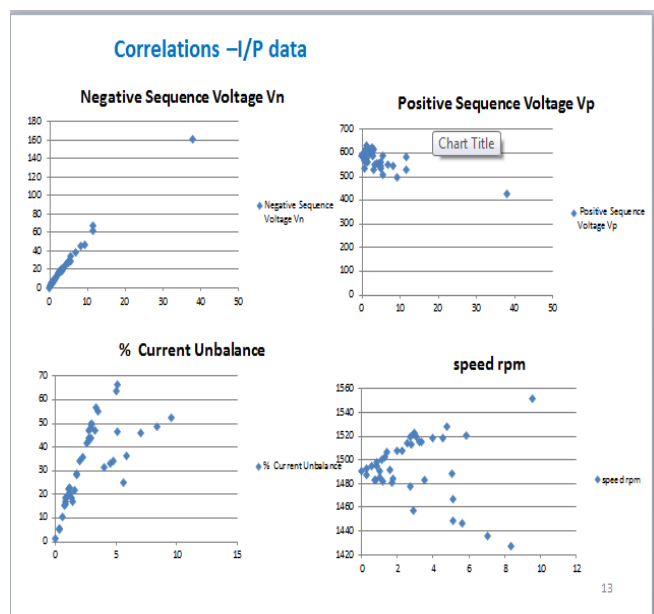 Correlations –I/P data
Negative Sequence Voltage Vn
180
160
140
120
100
80
60
40
20
0
0 10 20 30 40 50
Negative Sequence
Voltage Vn
Positive Sequence Voltage Vp
Chart Title
700
600
500
400
300
200
100
0
0 10 20 30 40 50
Positive Sequence
Voltage Vp
% Current Unbalance
70
60
50
40
30
20
10
0
0 5 10 15
% Current Unbalance
speed rpm
1560
1540
1520
1500
1480
1460
1440
1420
0 2 4 6 8 10 12
speed rpm
13